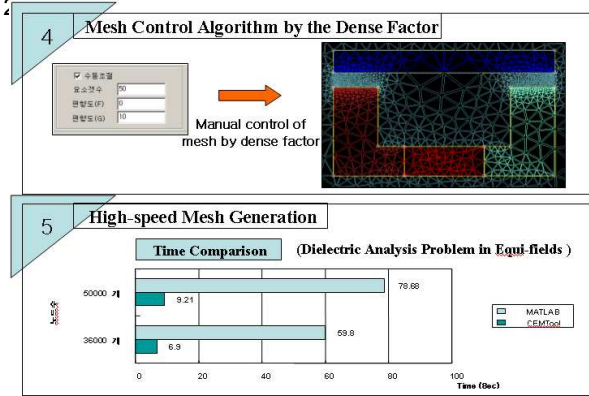 4
Mesh Control Algorithm by the Dense Factor
수동조절
요소갯수 50
편향도(F) 0
편향도(G) 10
Manual control of
mesh by dense factor
5
High-speed Mesh Generation
Time Comparison (Dielectric Analysis Problem in Equi-fields )
노드수
50000 개
78.68
9.21
36000 개
59.8
6.9
MATLAB
CEMTool
0 20 40 60 80 100
Time (Sec)